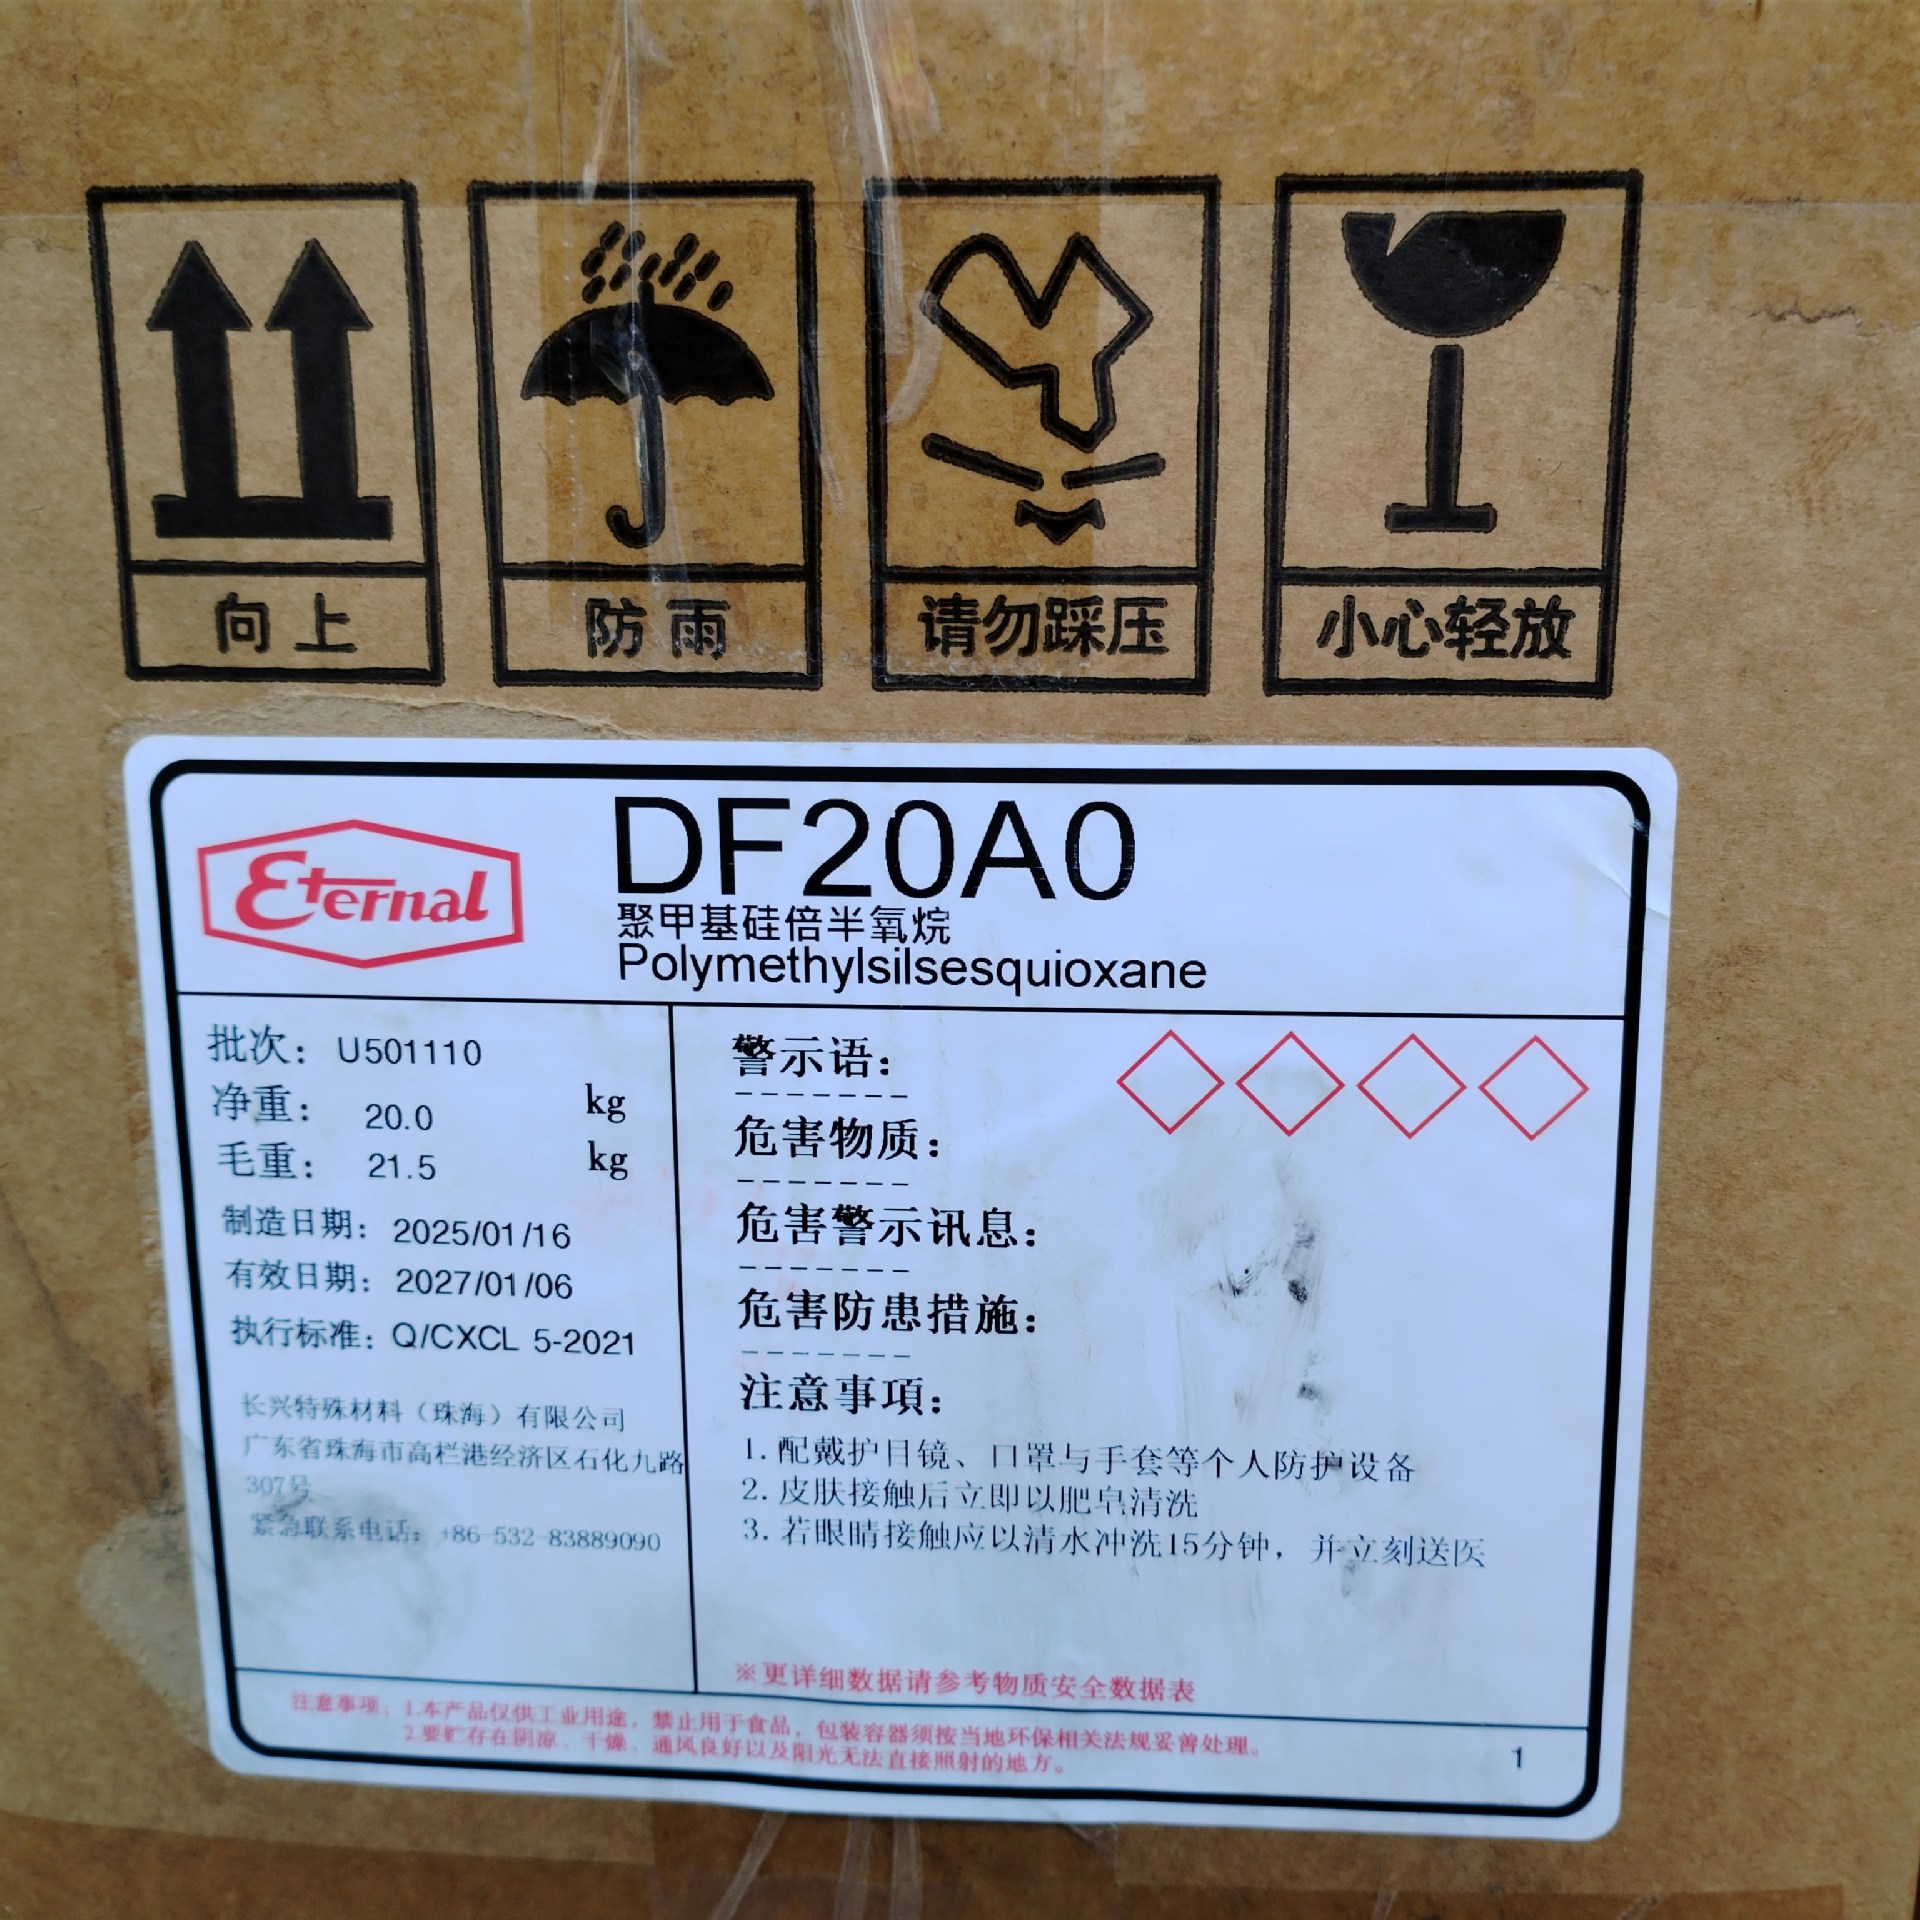 向上
防雨
请勿踩压
小心轻放
Eternal
DF20A0
聚甲基硅倍半氧烷
Polymethylsilsesquioxane
批次: U501110
净重: 20.0 kg
毛重: 21.5 kg
制造日期: 2025/01/16
有效日期: 2027/01/06
执行标准: Q/CXCL 5-2021
长兴特殊材料（珠海）有限公司
广东省珠海市高栏港经济区石化九路
307号
紧急联系电话: +86-532-83889090
警示语:
-------
危害物质:
-------
危害警示讯息:
-------
危害防患措施:
-------
注意事項:
1. 配戴护目镜、口罩与手套等个人防护设备
2. 皮肤接触后立即以肥皂清洗
3. 若眼睛接触应以清水冲洗15分钟，并立刻送医
※更详细数据请参考物质安全数据表
注意事项: 1.本产品仅供工业用途，禁止用于食品，包装容器须按当地环保相关法规妥善处理。
2.要贮存在阴凉、干燥、通风良好以及阳光无法直接照射的地方。
1